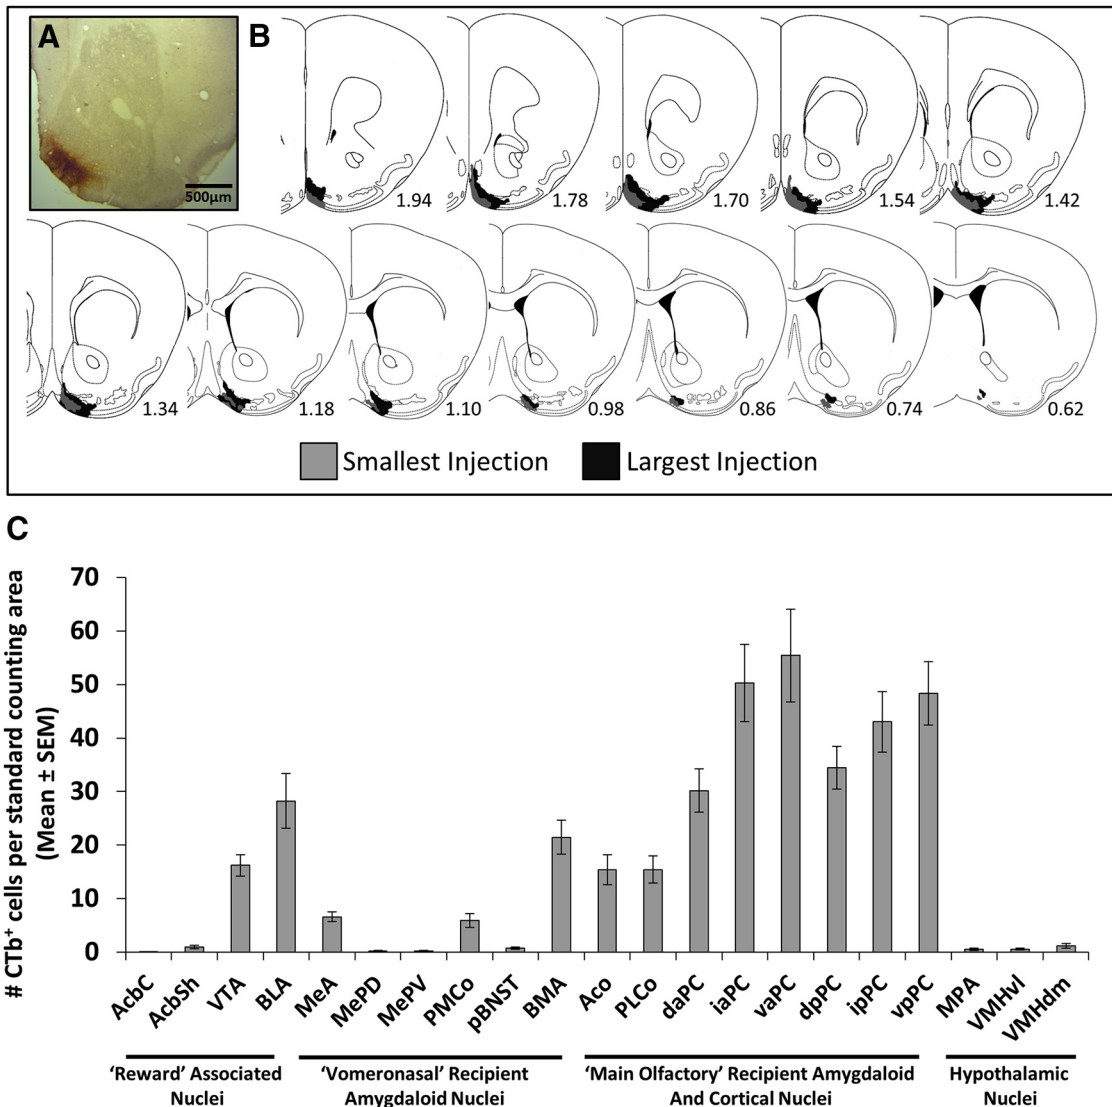 A
500µm
B
1.94
1.78
1.70
1.54
1.42
1.34
1.18
1.10
0.98
0.86
0.74
0.62
Smallest Injection
Largest Injection
C
# CTb+ cells per standard counting area
(Mean ± SEM)
70
60
50
40
30
20
10
0
AcbC
AcbSh
VTA
BLA
MeA
MePD
MePV
PMCo
pBNST
BMA
Aco
PLCo
daPC
iaPC
vaPC
dpPC
ipPC
vpPC
MPA
VMHvl
VMHdm
‘Reward’ Associated
Nuclei
‘Vomeronasal’ Recipient
Amygdaloid Nuclei
‘Main Olfactory’ Recipient Amygdaloid
And Cortical Nuclei
Hypothalamic
Nuclei